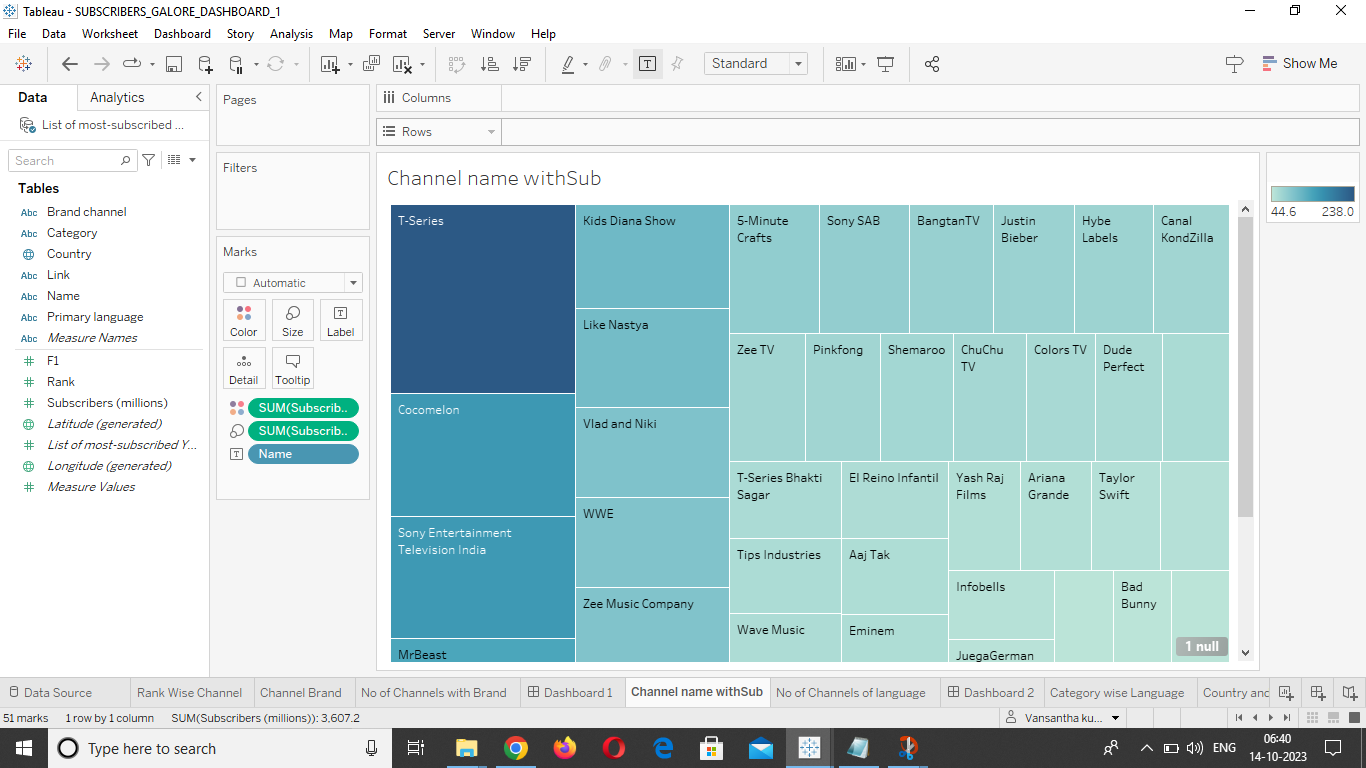 Tableau - SUBSCRIBERS_GALORE_DASHBOARD_1
File Data Worksheet Dashboard Story Analysis Map Format Server Window Help
Standard
Show Me
Data Analytics
List of most-subscribed ...
Search
Tables
Abc Brand channel
Abc Category
Country
Abc Link
Abc Name
Abc Primary language
Abc Measure Names
# F1
# Rank
# Subscribers (millions)
Latitude (generated)
# List of most-subscribed Y...
Longitude (generated)
# Measure Values
Pages
Filters
Marks
Automatic
Color Size Label
Detail Tooltip
SUM(Subscrib..
SUM(Subscrib..
Name
Columns
Rows
Channel name withSub
T-Series
Cocomelon
Sony Entertainment
Television India
MrBeast
Kids Diana Show
Like Nastya
Vlad and Niki
WWE
Zee Music Company
5-Minute
Crafts
Sony SAB
BangtanTV
Justin
Bieber
Hybe
Labels
Canal
KondZilla
Zee TV
Pinkfong
Shemaroo
ChuChu
TV
Colors TV
Dude
Perfect
T-Series Bhakti
Sagar
El Reino Infantil
Yash Raj
Films
Ariana
Grande
Taylor
Swift
Tips Industries
Aaj Tak
Infobells
Bad
Bunny
Wave Music
Eminem
JuegaGerman
1 null
44.6 238.0
Data Source Rank Wise Channel Channel Brand No of Channels with Brand Dashboard 1 Channel name withSub No of Channels of language Dashboard 2 Category wise Language Country and
51 marks 1 row by 1 column SUM(Subscribers (millions)): 3,607.2 Vansantha ku...
Type here to search
ENG
06:40
14-10-2023